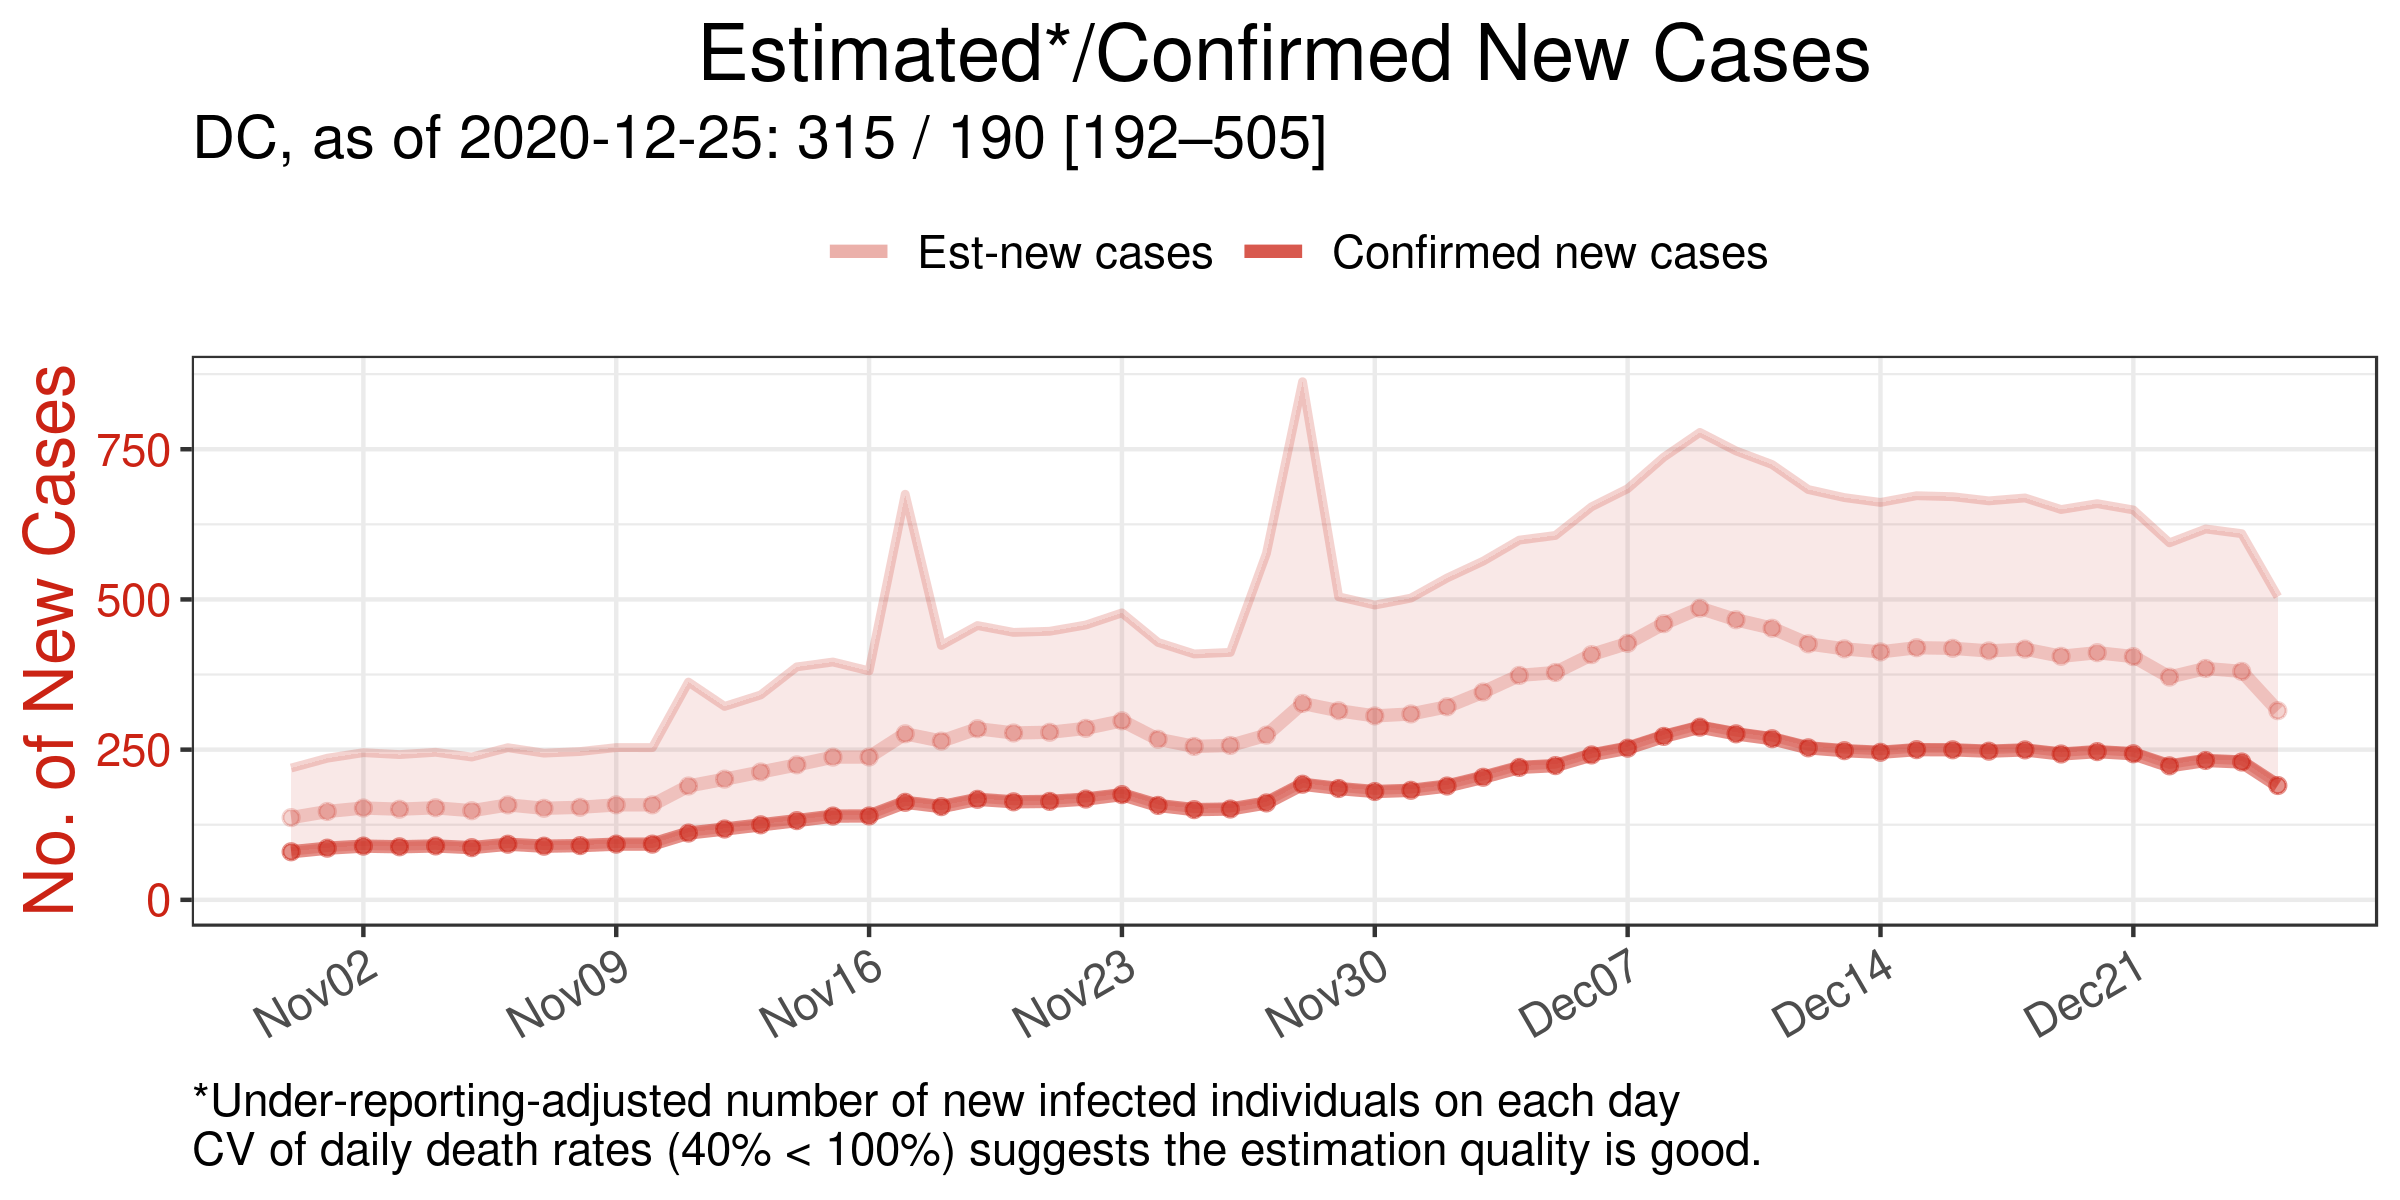 Estimated*/Confirmed New Cases
DC, as of 2020-12-25: 315 / 190 [192–505]
Est-new cases
Confirmed new cases
No. of New Cases
750
500
250
0
Nov02
Nov09
Nov16
Nov23
Nov30
Dec07
Dec14
Dec21
*Under-reporting-adjusted number of new infected individuals on each day
CV of daily death rates (40% < 100%) suggests the estimation quality is good.